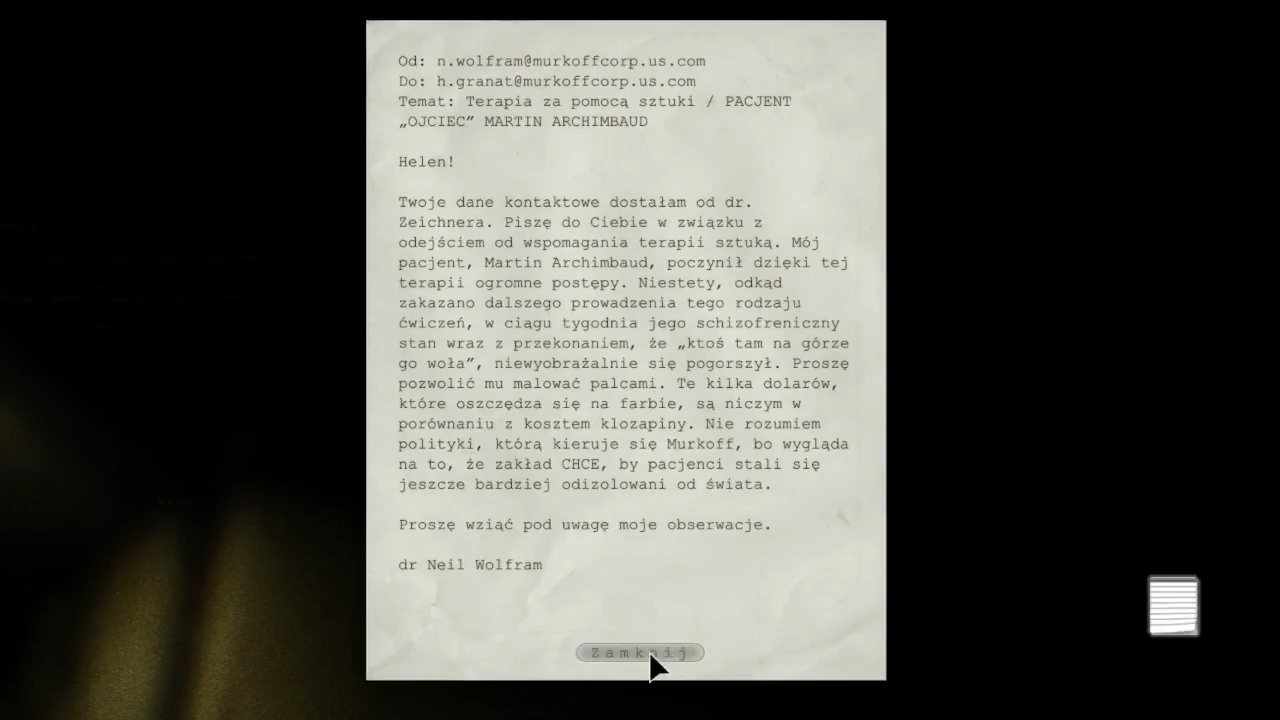 Od: n.wolfram@murkoffcorp.us.com
Do: h.granat@murkoffcorp.us.com
Temat: Terapia za pomocą sztuki / PACJENT
„OJCIEC” MARTIN ARCHIMBAUD
Helen!
Twoje dane kontaktowe dostałam od dr.
Zeichnera. Piszę do Ciebie w związku z
odejściem od wspomagania terapii sztuką. Mój
pacjent, Martin Archimbaud, poczynił dzięki tej
terapii ogromne postępy. Niestety, odkąd
zakazano dalszego prowadzenia tego rodzaju
ćwiczeń, w ciągu tygodnia jego schizofreniczny
stan wraz z przekonaniem, że „ktoś tam na górze
go woła”, niewyobrażalnie się pogorszył. Proszę
pozwolić mu malować palcami. Te kilka dolarów,
które oszczędza się na farbie, są niczym w
porównaniu z kosztem klozapiny. Nie rozumiem
polityki, którą kieruje się Murkoff, bo wygląda
na to, że zakład CHCE, by pacjenci stali się
jeszcze bardziej odizolowani od świata.
Proszę wziąć pod uwagę moje obserwacje.
dr Neil Wolfram
Zamknij